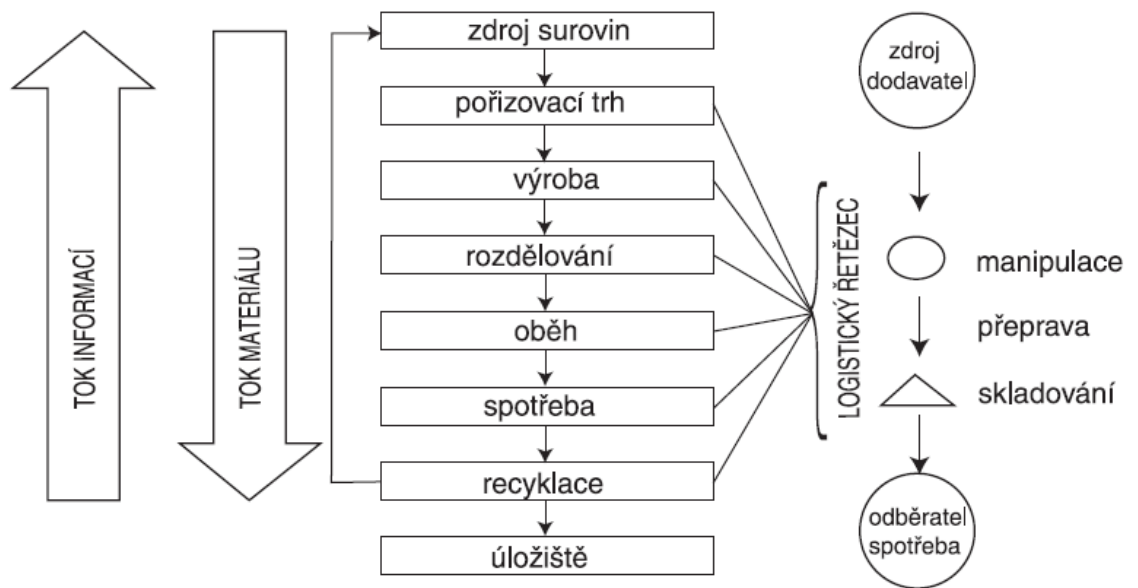 TOK INFORMACÍ
TOK MATERIÁLU
zdroj surovin
pořizovací trh
výroba
rozdělování
oběh
spotřeba
recyklace
úložiště
LOGISTICKÝ ŘETĚZEC
zdroj
dodavatel
manipulace
přeprava
skladování
odběratel
spotřeba